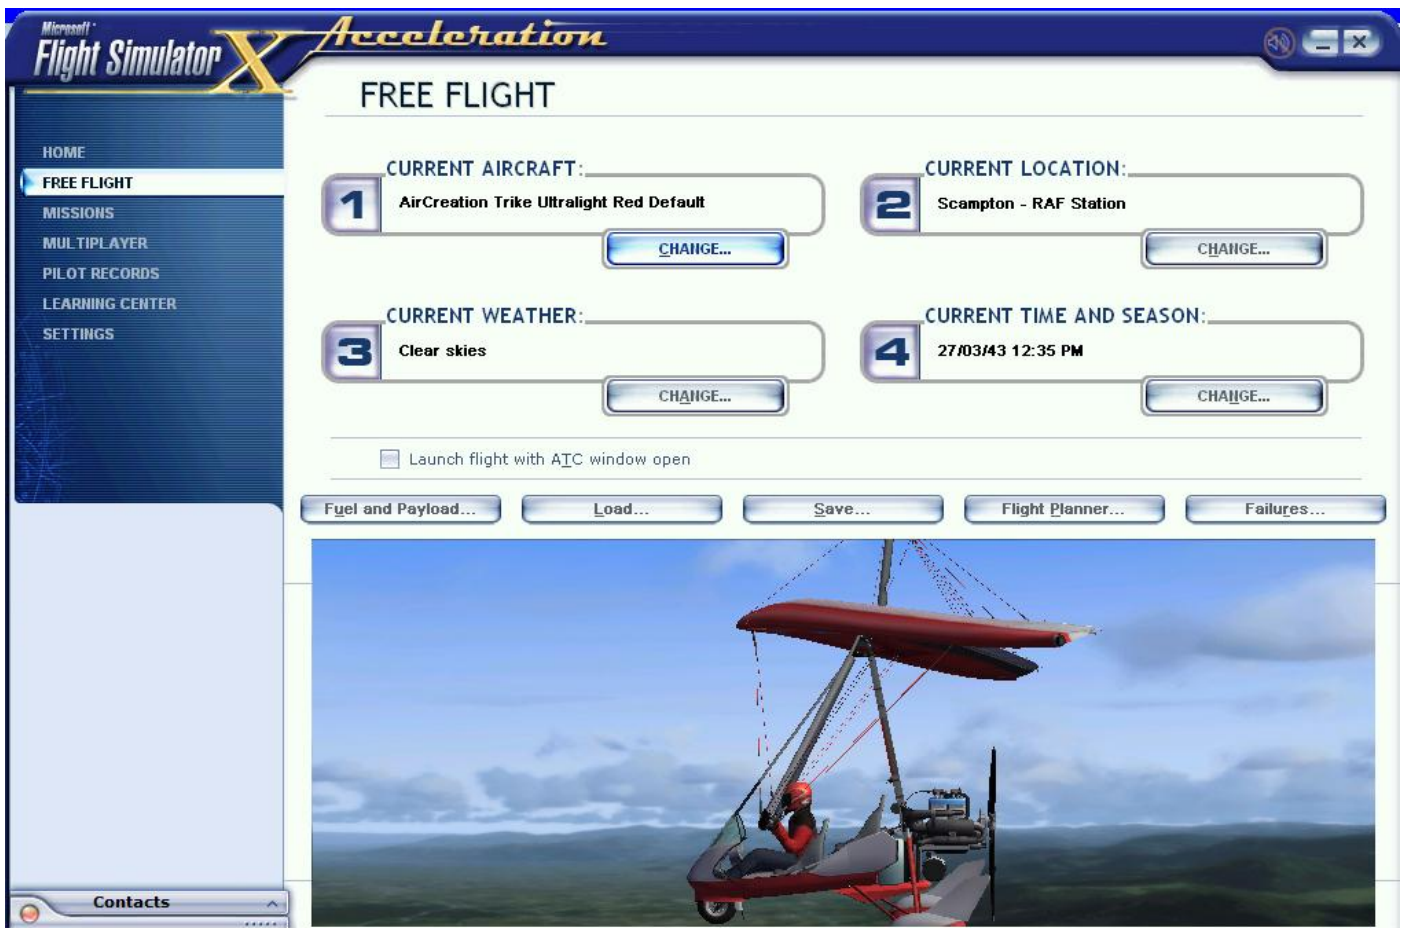 Microsoft
Flight Simulator X Acceleration
FREE FLIGHT
HOME
FREE FLIGHT
MISSIONS
MULTIPLAYER
PILOT RECORDS
LEARNING CENTER
SETTINGS
1 CURRENT AIRCRAFT:
AirCreation Trike Ultralight Red Default
CHANGE...
2 CURRENT LOCATION:
Scampton - RAF Station
CHANGE...
3 CURRENT WEATHER:
Clear skies
CHANGE...
4 CURRENT TIME AND SEASON:
27/03/43 12:35 PM
CHANGE...
Launch flight with ATC window open
Fuel and Payload...
Load...
Save...
Flight Planner...
Failures...
Contacts